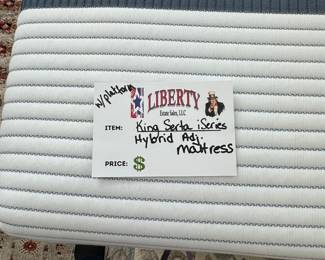 w/platform
LIBERTY
Estate Sales, LLC
ITEM: King Serta iSeries
Hybrid Adj.
Mattress
PRICE: $